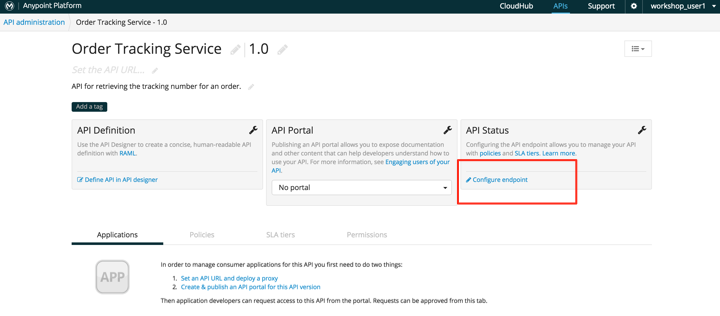 Anypoint Platform
CloudHub
APIs
Support
workshop_user1
API administration
Order Tracking Service - 1.0
Order Tracking Service
1.0
Set the API URL...
API for retrieving the tracking number for an order.
Add a tag
API Definition
Use the API Designer to create a concise, human-readable API
definition with RAML.
Define API in API designer
API Portal
Publishing an API portal allows you to expose documentation
and other content that can help developers understand how to
use your API. For more information, see Engaging users of your
API.
No portal
API Status
Configuring the API endpoint allows you to manage your API
with policies and SLA tiers. Learn more.
Configure endpoint
Applications
Policies
SLA tiers
Permissions
APP
In order to manage consumer applications for this API you first need to do two things:
1. Set an API URL and deploy a proxy
2. Create & publish an API portal for this API version
Then application developers can request access to this API from the portal. Requests can be approved from this tab.